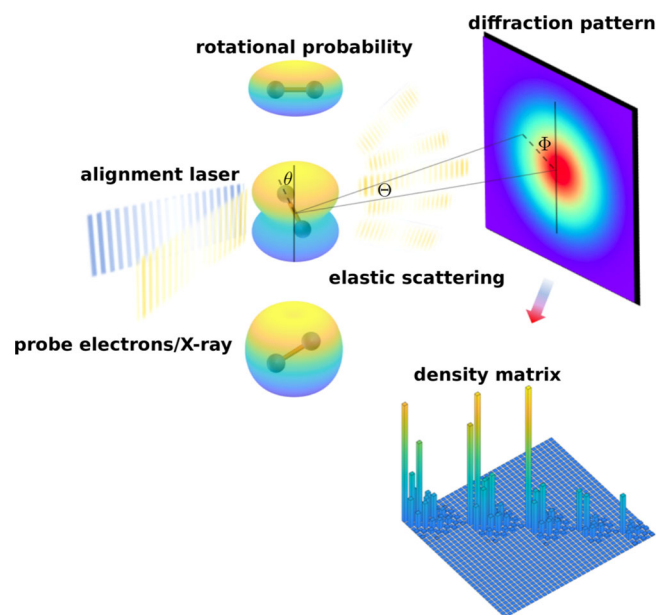 diffraction pattern
rotational probability
Φ
alignment laser
θ
Θ
elastic scattering
probe electrons/X-ray
density matrix